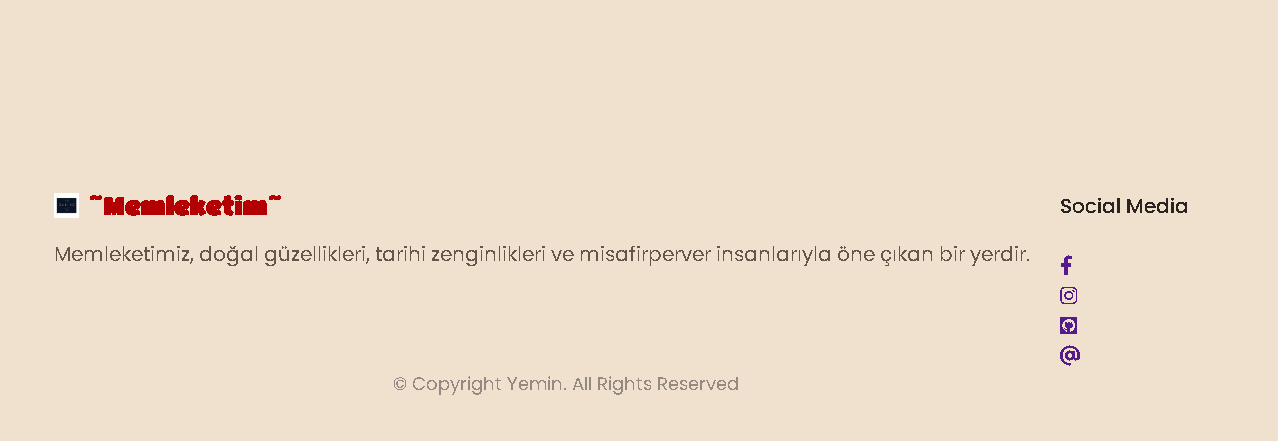 ~Memleketim~
Memleketimiz, doğal güzellikleri, tarihi zenginlikleri ve misafirperver insanlarıyla öne çıkan bir yerdir.
Social Media
© Copyright Yemin. All Rights Reserved